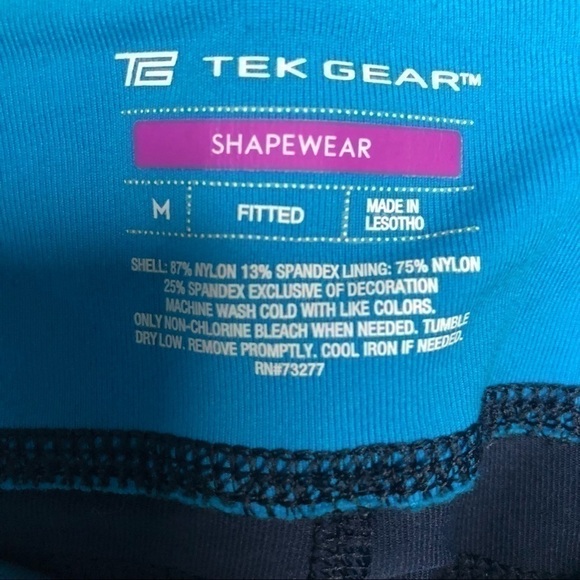 TG TEK GEAR™
SHAPEWEAR
M FITTED MADE IN
LESOTHO
SHELL: 87% NYLON 13% SPANDEX LINING: 75% NYLON
25% SPANDEX EXCLUSIVE OF DECORATION
MACHINE WASH COLD WITH LIKE COLORS.
ONLY NON-CHLORINE BLEACH WHEN NEEDED. TUMBLE
DRY LOW. REMOVE PROMPTLY. COOL IRON IF NEEDED.
RN#73277